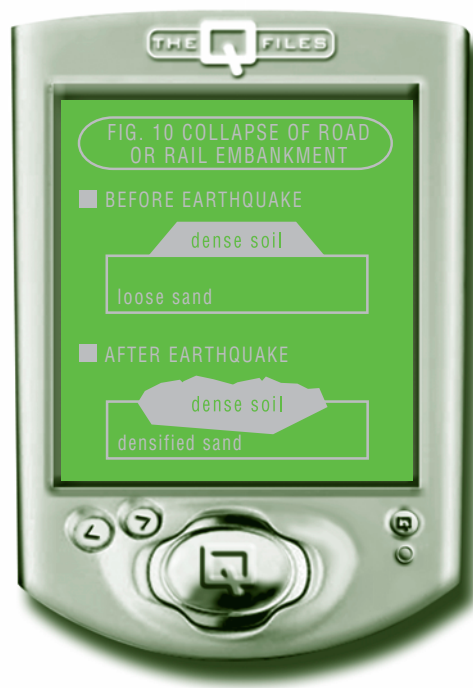 THE Q FILES
FIG. 10 COLLAPSE OF ROAD
OR RAIL EMBANKMENT
BEFORE EARTHQUAKE
dense soil
loose sand
AFTER EARTHQUAKE
dense soil
densified sand